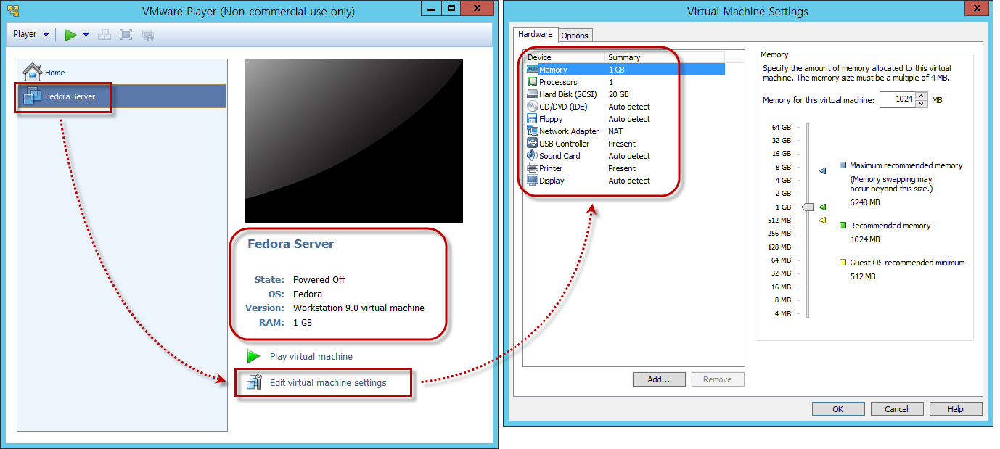 VMware Player (Non-commercial use only)
Player
Home
Fedora Server
Fedora Server
State: Powered Off
OS: Fedora
Version: Workstation 9.0 virtual machine
RAM: 1 GB
Play virtual machine
Edit virtual machine settings
Virtual Machine Settings
Hardware Options
Device Summary
Memory 1 GB
Processors 1
Hard Disk (SCSI) 20 GB
CD/DVD (IDE) Auto detect
Floppy Auto detect
Network Adapter NAT
USB Controller Present
Sound Card Auto detect
Printer Present
Display Auto detect
Add... Remove
Memory
Specify the amount of memory allocated to this virtual
machine. The memory size must be a multiple of 4 MB.
Memory for this virtual machine: 1024 MB
64 GB
32 GB
16 GB
8 GB
4 GB
2 GB
1 GB
512 MB
256 MB
128 MB
64 MB
32 MB
16 MB
8 MB
4 MB
Maximum recommended memory
(Memory swapping may
occur beyond this size.)
6248 MB
Recommended memory
1024 MB
Guest OS recommended minimum
512 MB
OK Cancel Help